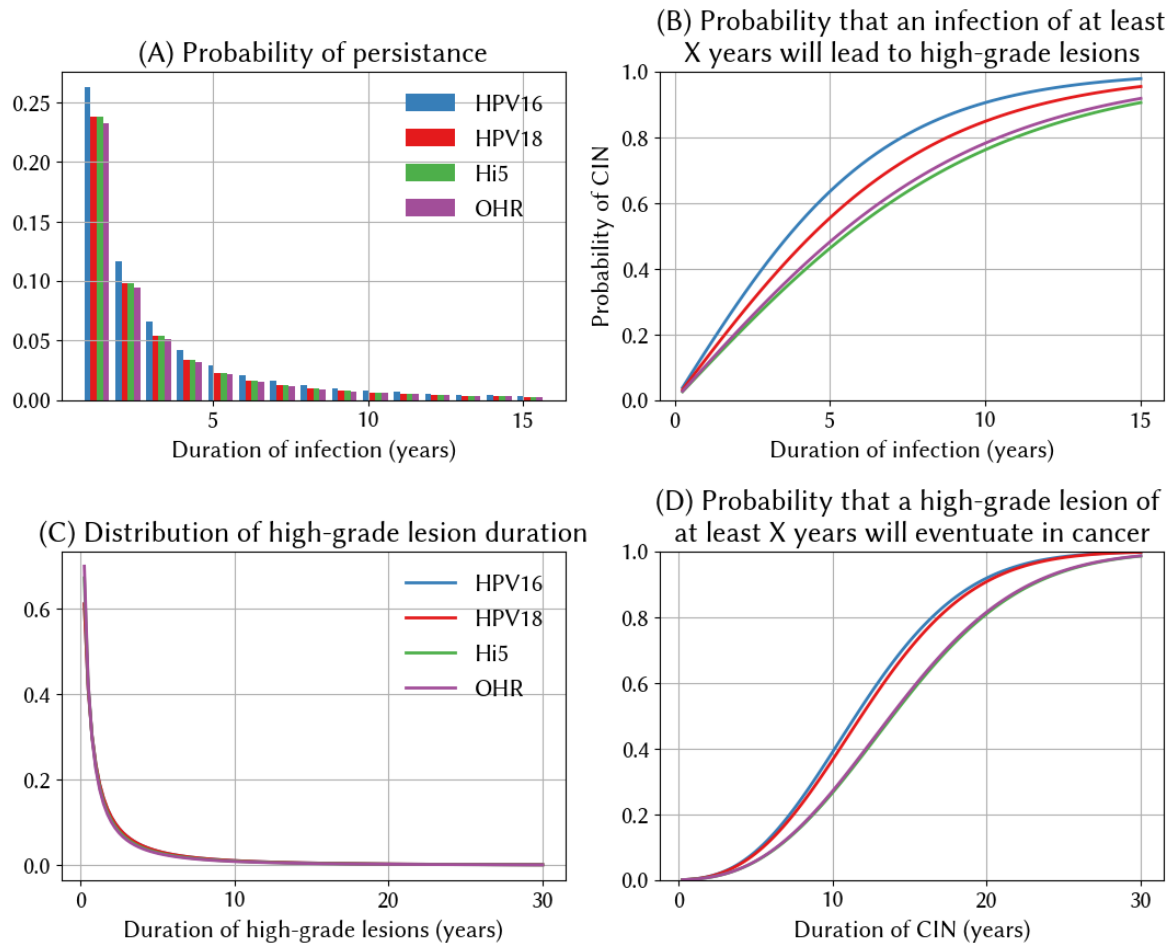 (A) Probability of persistance
0.25
0.20
0.15
0.10
0.05
0.00
HPV16
HPV18
Hi5
OHR
5
10
15
Duration of infection (years)
(B) Probability that an infection of at least
X years will lead to high-grade lesions
1.0
0.8
0.6
0.4
0.2
0.0
Probability of CIN
0
5
10
15
Duration of infection (years)
(C) Distribution of high-grade lesion duration
0.6
0.4
0.2
0.0
HPV16
HPV18
Hi5
OHR
0
10
20
30
Duration of high-grade lesions (years)
(D) Probability that a high-grade lesion of
at least X years will eventuate in cancer
1.0
0.8
0.6
0.4
0.2
0.0
0
10
20
30
Duration of CIN (years)